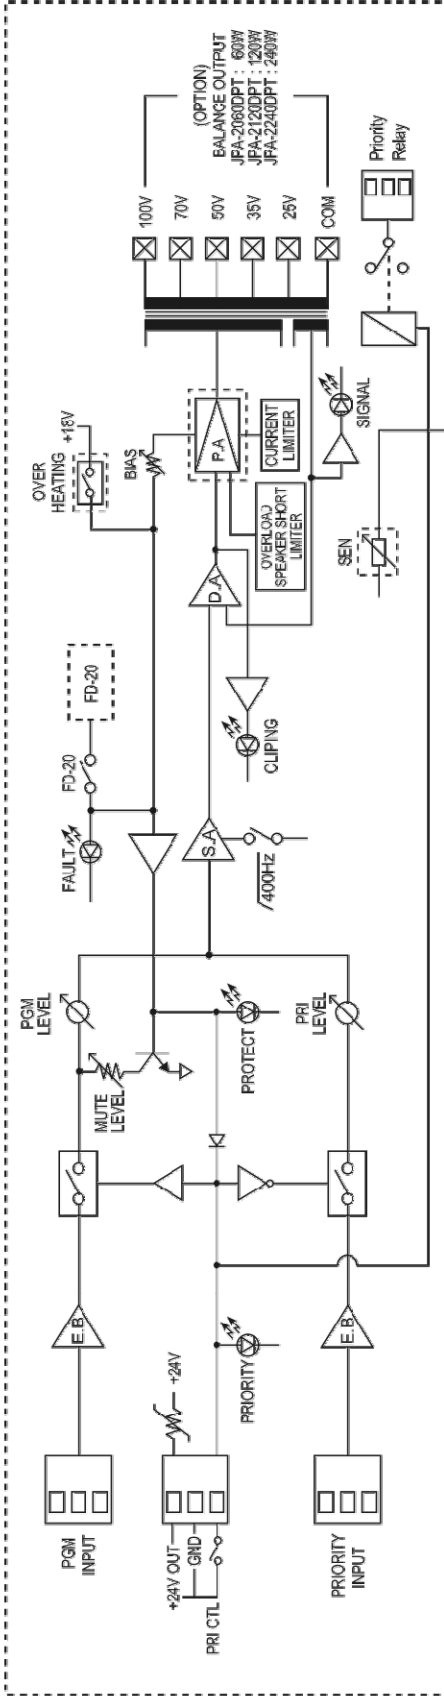 (OPTION)
BALANCE OUTPUT
JPA-2060DPT : 60W
JPA-2120DPT : 120W
JPA-2240DPT : 240W
100V
70V
50V
35V
25V
COM
Priority
Relay
+18V
OVER
HEATING
BIAS
P.A
CURRENT
LIMITER
SIGNAL
OVERLOAD
SPEAKER SHORT
LIMITER
SEN
D.A
CLIPING
FD-20
FD-20
FAULT
S.A
/400Hz
PGM
LEVEL
PRI
LEVEL
MUTE
LEVEL
PROTECT
E.B
E.B
+24V
PRIORITY
PGM
INPUT
+24V OUT
GND
PRI CTL
PRIORITY
INPUT